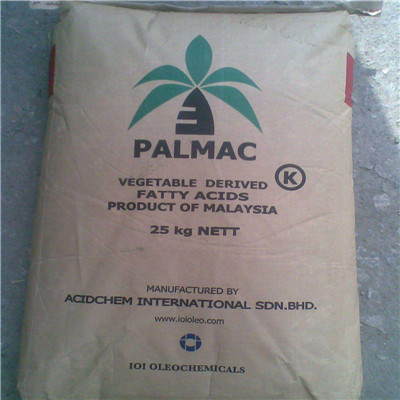 PALMAC
K
VEGETABLE DERIVED
FATTY ACIDS
PRODUCT OF MALAYSIA
25 kg NETT
MANUFACTURED BY
ACIDCHEM INTERNATIONAL SDN.BHD.
www.ioioleo.com
IOI OLEOCHEMICALS